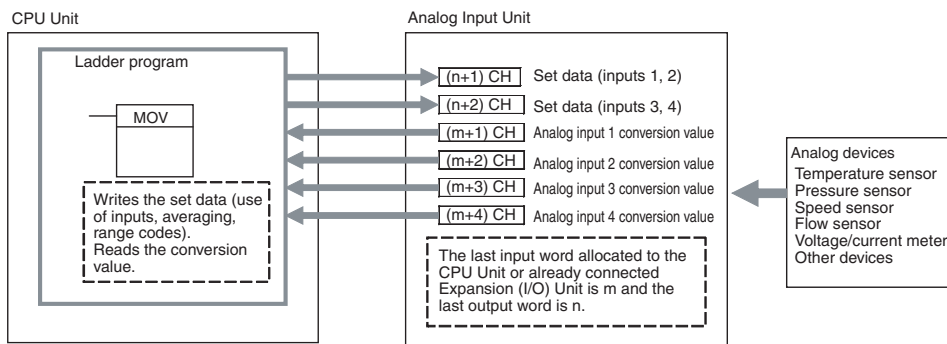 CPU Unit
Ladder program
MOV
Writes the set data (use
of inputs, averaging,
range codes).
Reads the conversion
value.
Analog Input Unit
(n+1) CH Set data (inputs 1, 2)
(n+2) CH Set data (inputs 3, 4)
(m+1) CH Analog input 1 conversion value
(m+2) CH Analog input 2 conversion value
(m+3) CH Analog input 3 conversion value
(m+4) CH Analog input 4 conversion value
The last input word allocated to the
CPU Unit or already connected
Expansion (I/O) Unit is m and the
last output word is n.
Analog devices
Temperature sensor
Pressure sensor
Speed sensor
Flow sensor
Voltage/current meter
Other devices